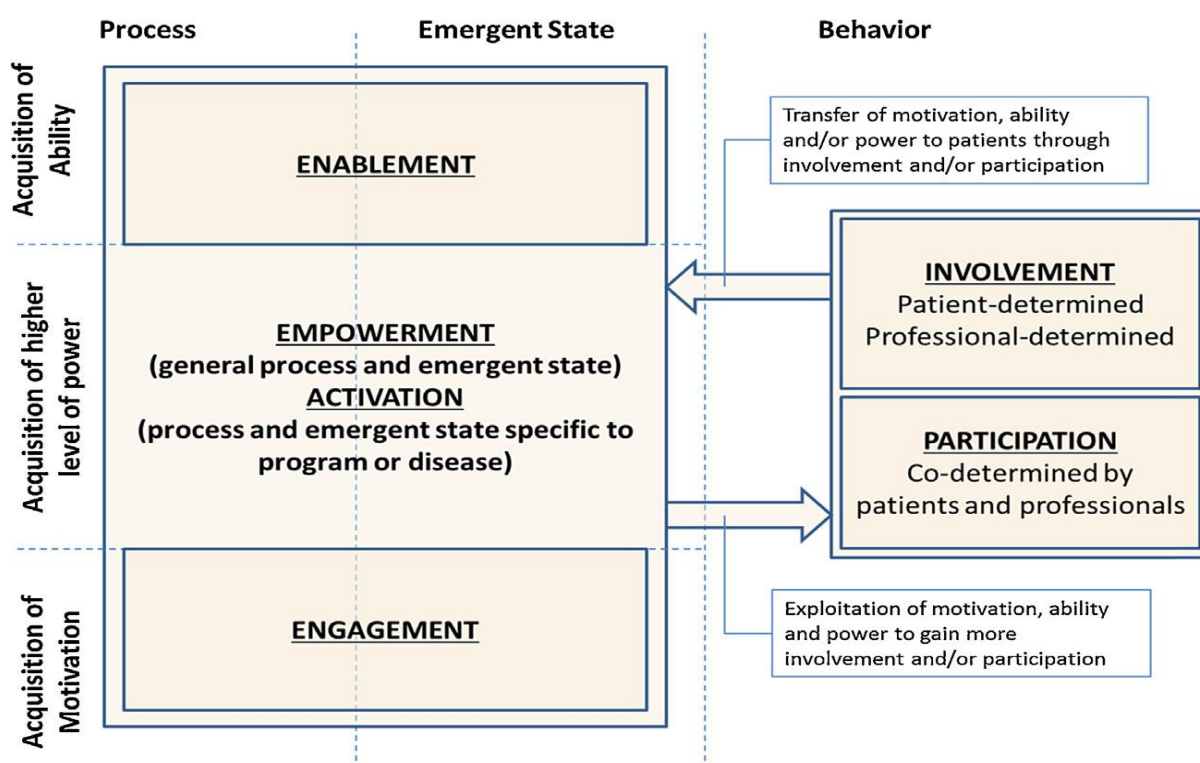 Process
Emergent State
Behavior
Acquisition of
Ability
ENABLEMENT
Transfer of motivation, ability
and/or power to patients through
involvement and/or participation
Acquisition of higher
level of power
EMPOWERMENT
(general process and emergent state)
ACTIVATION
(process and emergent state specific to
program or disease)
INVOLVEMENT
Patient-determined
Professional-determined
PARTICIPATION
Co-determined by
patients and professionals
Acquisition of
Motivation
ENGAGEMENT
Exploitation of motivation, ability
and power to gain more
involvement and/or participation